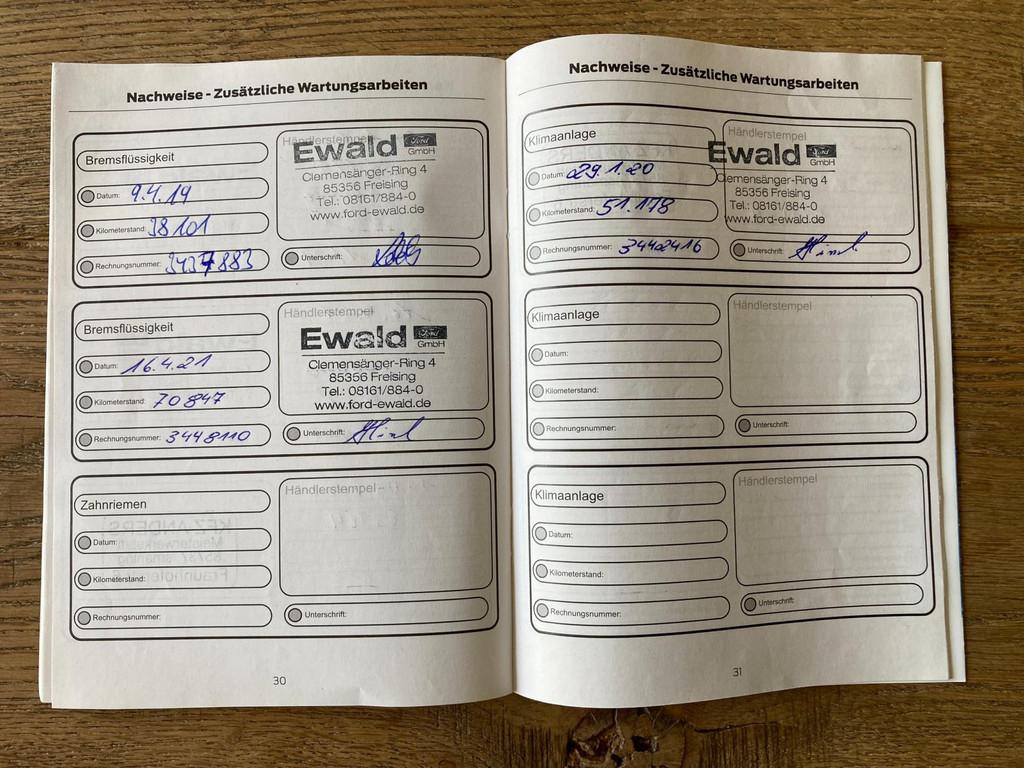 Nachweise - Zusätzliche Wartungsarbeiten
Bremsflüssigkeit
Datum: 9.4.19
Kilometerstand: 38101
Rechnungsnummer: 3437883
Händlerstempel
Ewald Ford
GmbH
Clemensänger-Ring 4
85356 Freising
Tel.: 08161/884-0
www.ford-ewald.de
Unterschrift:
Bremsflüssigkeit
Datum: 16.4.21
Kilometerstand: 70847
Rechnungsnummer: 3448110
Händlerstempel
Ewald Ford
GmbH
Clemensänger-Ring 4
85356 Freising
Tel.: 08161/884-0
www.ford-ewald.de
Unterschrift:
Zahnriemen
Datum:
Kilometerstand:
Rechnungsnummer:
Händlerstempel
Unterschrift:
30
Nachweise - Zusätzliche Wartungsarbeiten
Klimaanlage
Datum: 29.1.20
Kilometerstand: 51.178
Rechnungsnummer: 3442416
Händlerstempel
Ewald Ford
GmbH
Clemensänger-Ring 4
85356 Freising
Tel.: 08161/884-0
www.ford-ewald.de
Unterschrift:
Klimaanlage
Datum:
Kilometerstand:
Rechnungsnummer:
Händlerstempel
Unterschrift:
Klimaanlage
Datum:
Kilometerstand:
Rechnungsnummer:
Händlerstempel
Unterschrift:
31